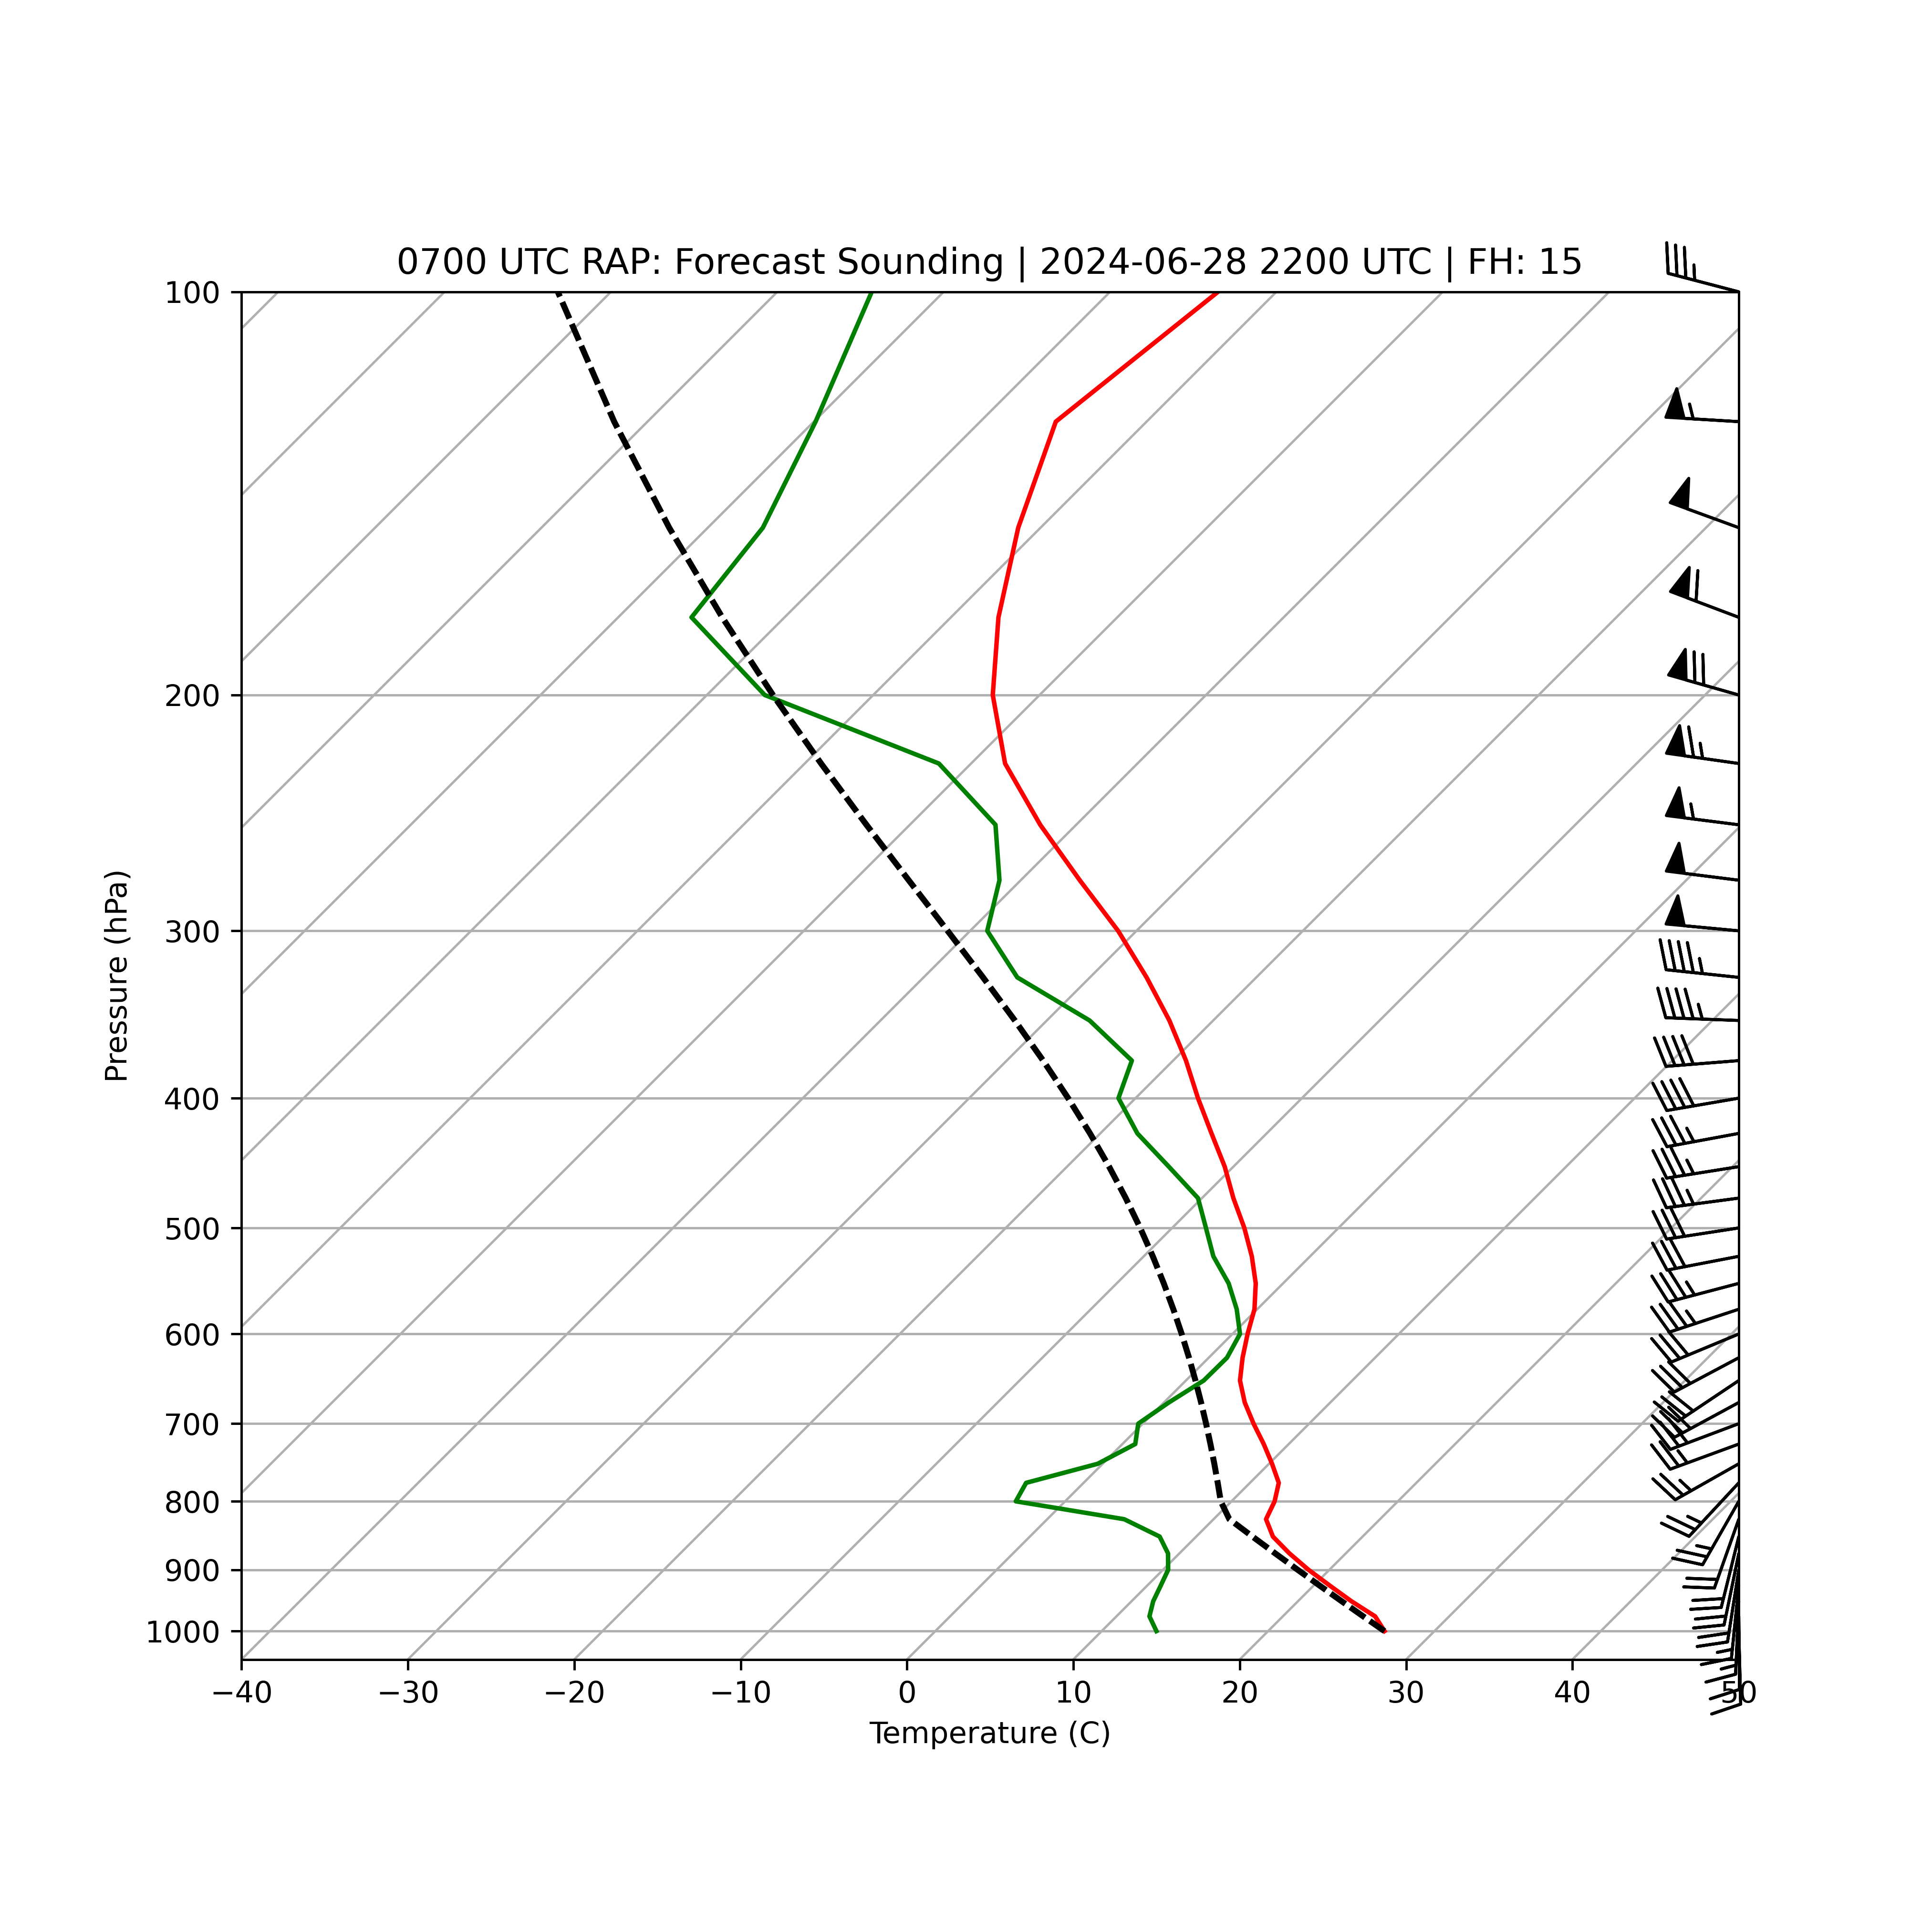 0700 UTC RAP: Forecast Sounding | 2024-06-28 2200 UTC | FH: 15
100
200
300
400
500
600
700
800
900
1000
Pressure (hPa)
−40 −30 −20 −10 0 10 20 30 40 50
Temperature (C)